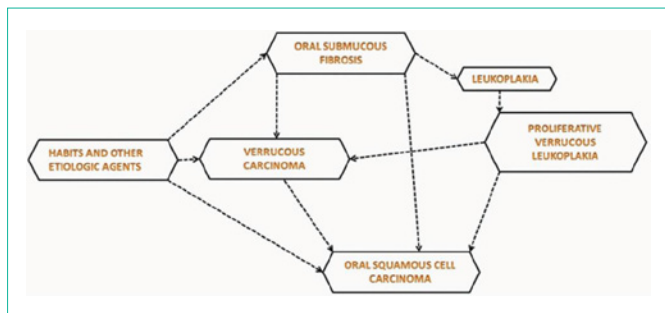 ORAL SUBMUCOUS
FIBROSIS
LEUKOPLAKIA
HABITS AND OTHER
ETIOLOGIC AGENTS
VERRUCOUS
CARCINOMA
PROLIFERATIVE
VERRUCOUS
LEUKOPLAKIA
ORAL SQUAMOUS CELL
CARCINOMA